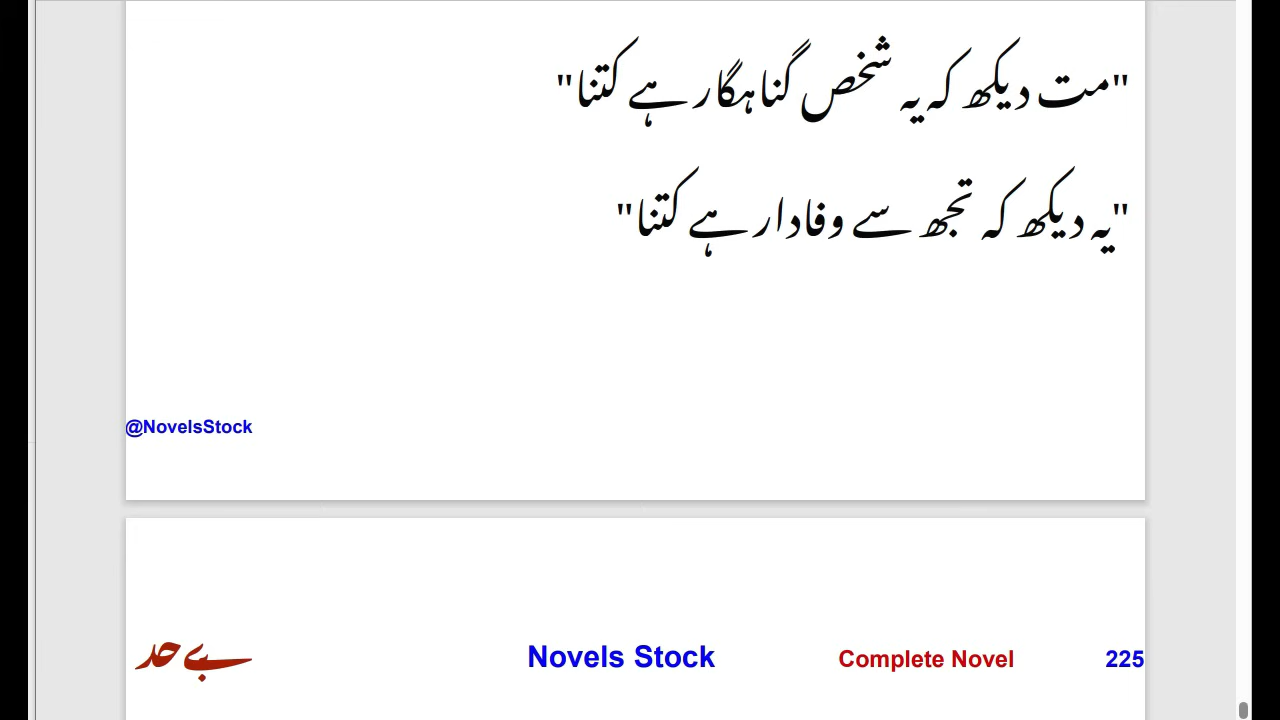 "مت دیکھ کہ یہ شخص گناہگار ہے کتنا"
"یہ دیکھ کہ تجھ سے وفادار ہے کتنا"
@NovelsStock
بے حد Novels Stock Complete Novel 225